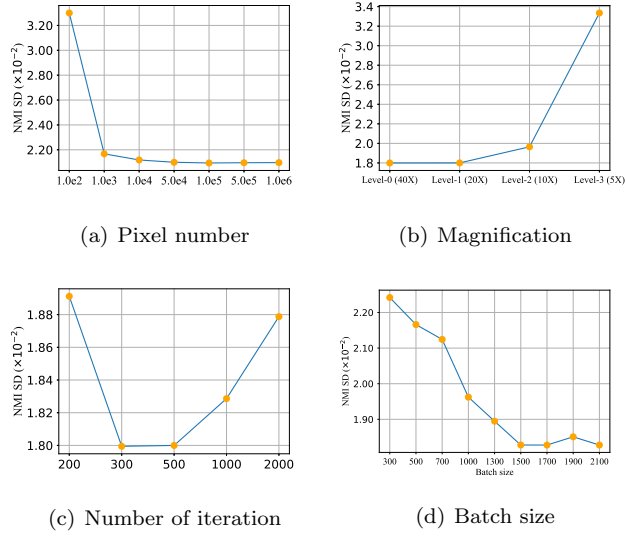 3.20
3.00
2.80
2.60
2.40
2.20
NMI SD (×10⁻²)
1.0e2 1.0e3 1.0e4 5.0e4 1.0e5 5.0e5 1.0e6
(a) Pixel number
3.4
3.2
3.0
2.8
2.6
2.4
2.2
2.0
1.8
NMI SD (×10⁻²)
Level-0 (40X) Level-1 (20X) Level-2 (10X) Level-3 (5X)
(b) Magnification
1.88
1.86
1.84
1.82
1.80
NMI SD (×10⁻²)
200 300 500 1000 2000
(c) Number of iteration
2.20
2.10
2.00
1.90
NMI SD (×10⁻²)
300 500 700 1000 1300 1500 1700 1900 2100
Batch size
(d) Batch size